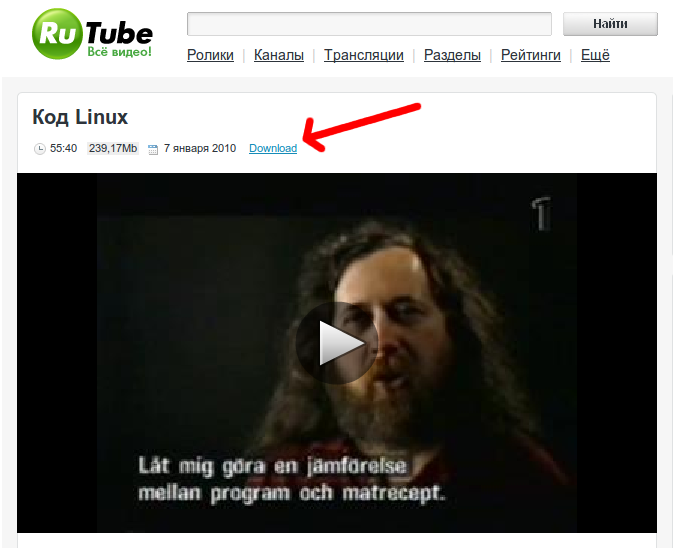 RuTube
Всё видео!
Найти
Ролики Каналы Трансляции Разделы Рейтинги Ещё
Код Linux
55:40 239,17Mb 7 января 2010 Download
1
Låt mig göra en jämförelse
mellan program och matrecept.